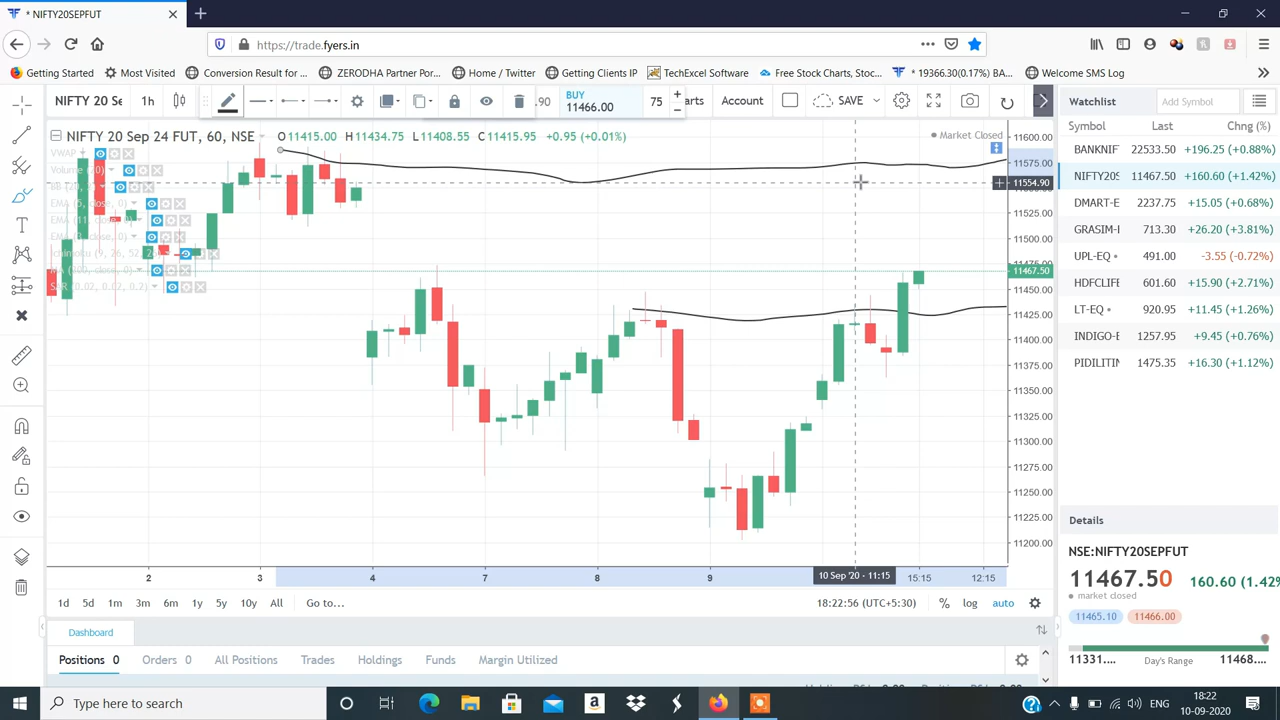 * NIFTY20SEPFUT
https://trade.fyers.in
Getting Started
Most Visited
Conversion Result for ...
ZERODHA Partner Por...
Home / Twitter
Getting Clients IP
TechExcel Software
Free Stock Charts, Stoc...
* 19366.30(0.17%) BA...
Welcome SMS Log
NIFTY 20 Se
1h
.90
BUY
11466.00
75
arts
Account
SAVE
Watchlist
Add Symbol
Symbol Last Chng (%)
BANKNIF 22533.50 +196.25 (+0.88%)
NIFTY20S 11467.50 +160.60 (+1.42%)
DMART-E 2237.75 +15.05 (+0.68%)
GRASIM-I 713.30 +26.20 (+3.81%)
UPL-EQ 491.00 -3.55 (-0.72%)
HDFCLIFE 601.60 +15.90 (+2.71%)
LT-EQ 920.95 +11.45 (+1.26%)
INDIGO-E 1257.95 +9.45 (+0.76%)
PIDILITIN 1475.35 +16.30 (+1.12%)
NIFTY 20 Sep 24 FUT, 60, NSE O11415.00 H11434.75 L11408.55 C11415.95 +0.95 (+0.01%)
Market Closed
VWAP
11600.00
11575.00
11554.90
11525.00
11500.00
11467.50
11450.00
11425.00
11400.00
11375.00
11350.00
11325.00
11300.00
11275.00
11250.00
11225.00
11200.00
2 3 4 7 8 9 10 Sep '20 - 11:15 15:15 12:15
1d 5d 1m 3m 6m 1y 5y 10y All Go to...
18:22:56 (UTC+5:30) % log auto
Dashboard
Positions 0 Orders 0 All Positions Trades Holdings Funds Margin Utilized
Details
NSE:NIFTY20SEPFUT
11467.50 160.60 (1.42%
market closed
11465.10 11466.00
11331.... Day's Range 11468....
Type here to search
ENG
18:22
10-09-2020